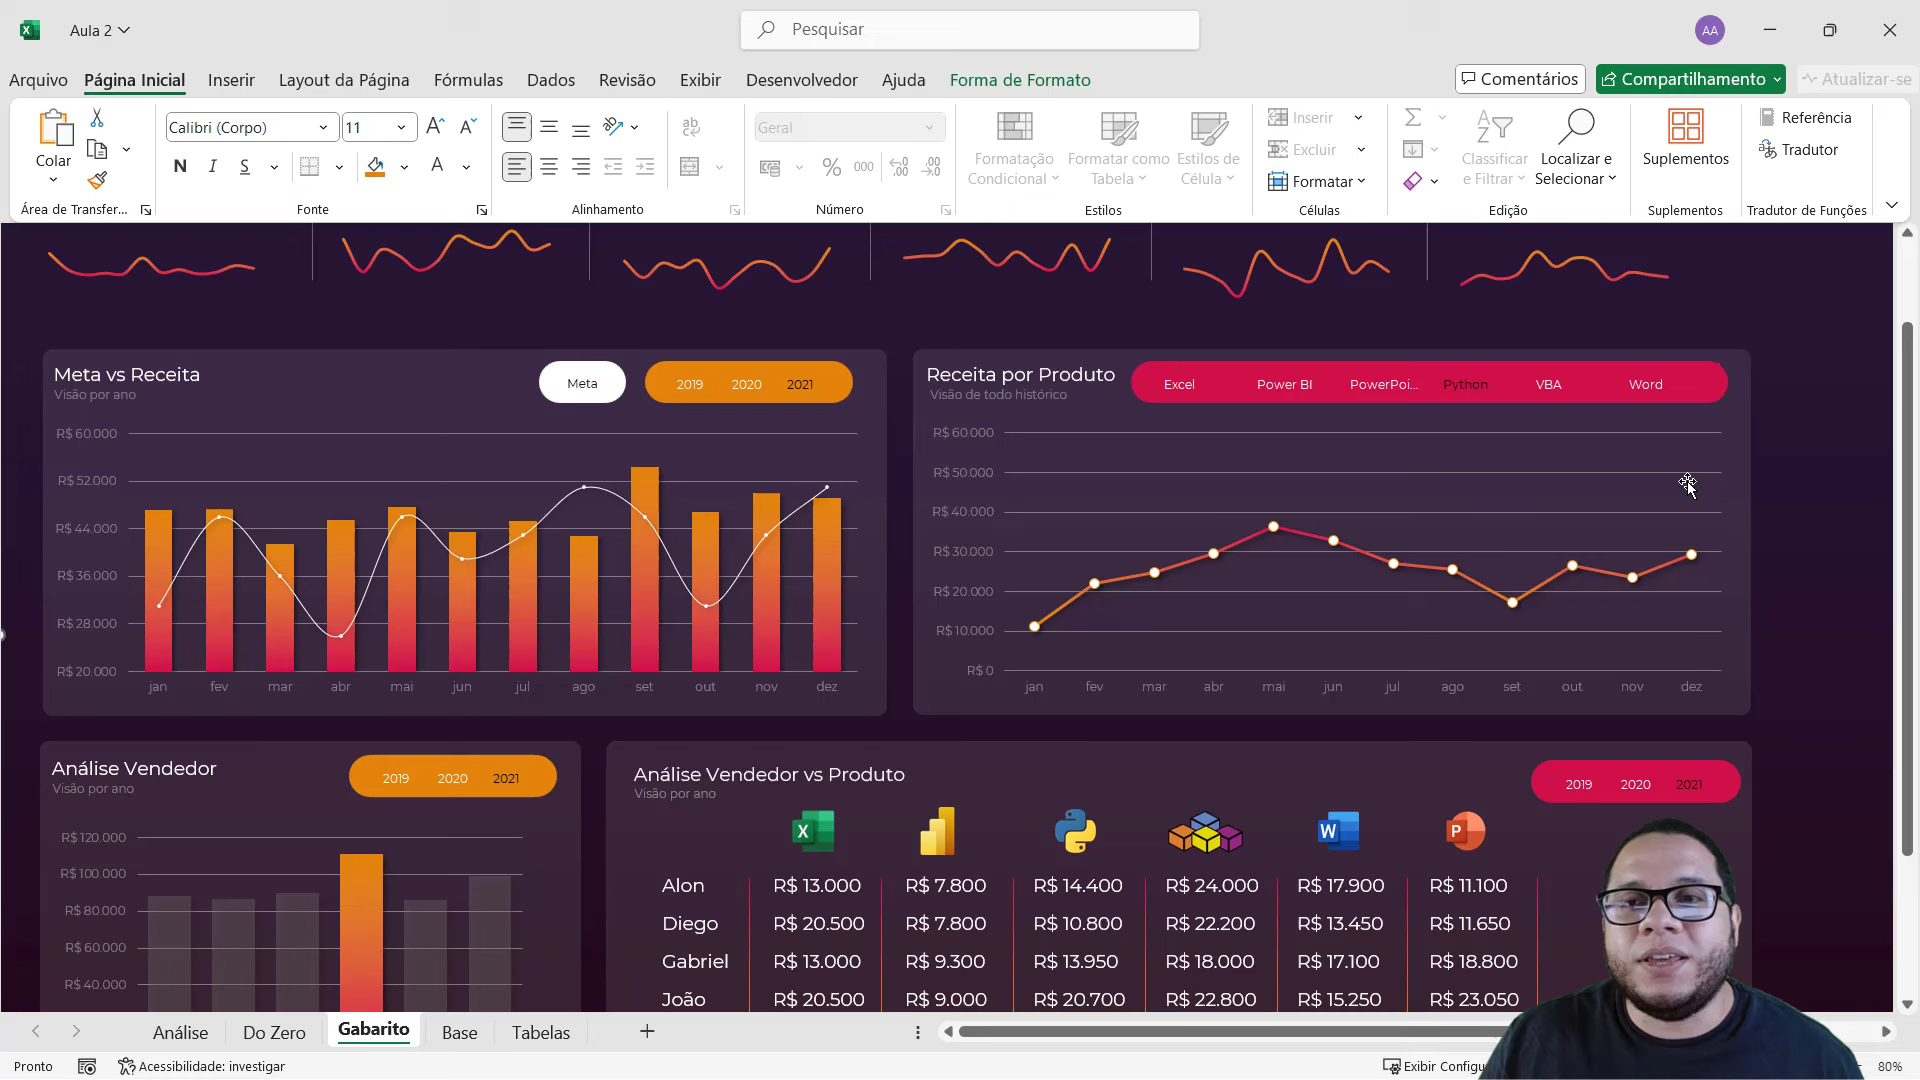 Aula 2
Pesquisar
AA
Arquivo
Página Inicial
Inserir
Layout da Página
Fórmulas
Dados
Revisão
Exibir
Desenvolvedor
Ajuda
Forma de Formato
Comentários
Compartilhamento
Atualizar-se
Colar
Área de Transfer...
Calibri (Corpo)
11
N I S
A
Fonte
ab
Alinhamento
Geral
% 000
Número
Formatação Condicional
Formatar como Tabela
Estilos de Célula
Estilos
Inserir
Excluir
Formatar
Células
Classificar e Filtrar
Localizar e Selecionar
Edição
Suplementos
Suplementos
Referência
Tradutor
Tradutor de Funções
Meta vs Receita
Visão por ano
Meta
2019 2020 2021
R$ 60.000
R$ 52.000
R$ 44.000
R$ 36.000
R$ 28.000
R$ 20.000
jan fev mar abr mai jun jul ago set out nov dez
Receita por Produto
Visão de todo histórico
Excel Power BI PowerPoi... Python VBA Word
R$ 60.000
R$ 50.000
R$ 40.000
R$ 30.000
R$ 20.000
R$ 10.000
R$ 0
jan fev mar abr mai jun jul ago set out nov dez
Análise Vendedor
Visão por ano
2019 2020 2021
R$ 120.000
R$ 100.000
R$ 80.000
R$ 60.000
R$ 40.000
Análise Vendedor vs Produto
Visão por ano
2019 2020 2021
X W P
Alon R$ 13.000 R$ 7.800 R$ 14.400 R$ 24.000 R$ 17.900 R$ 11.100
Diego R$ 20.500 R$ 7.800 R$ 10.800 R$ 22.200 R$ 13.450 R$ 11.650
Gabriel R$ 13.000 R$ 9.300 R$ 13.950 R$ 18.000 R$ 17.100 R$ 18.800
João R$ 20.500 R$ 9.000 R$ 20.700 R$ 22.800 R$ 15.250 R$ 23.050
Análise
Do Zero
Gabarito
Base
Tabelas
Pronto
Acessibilidade: investigar
Exibir Configu
80%